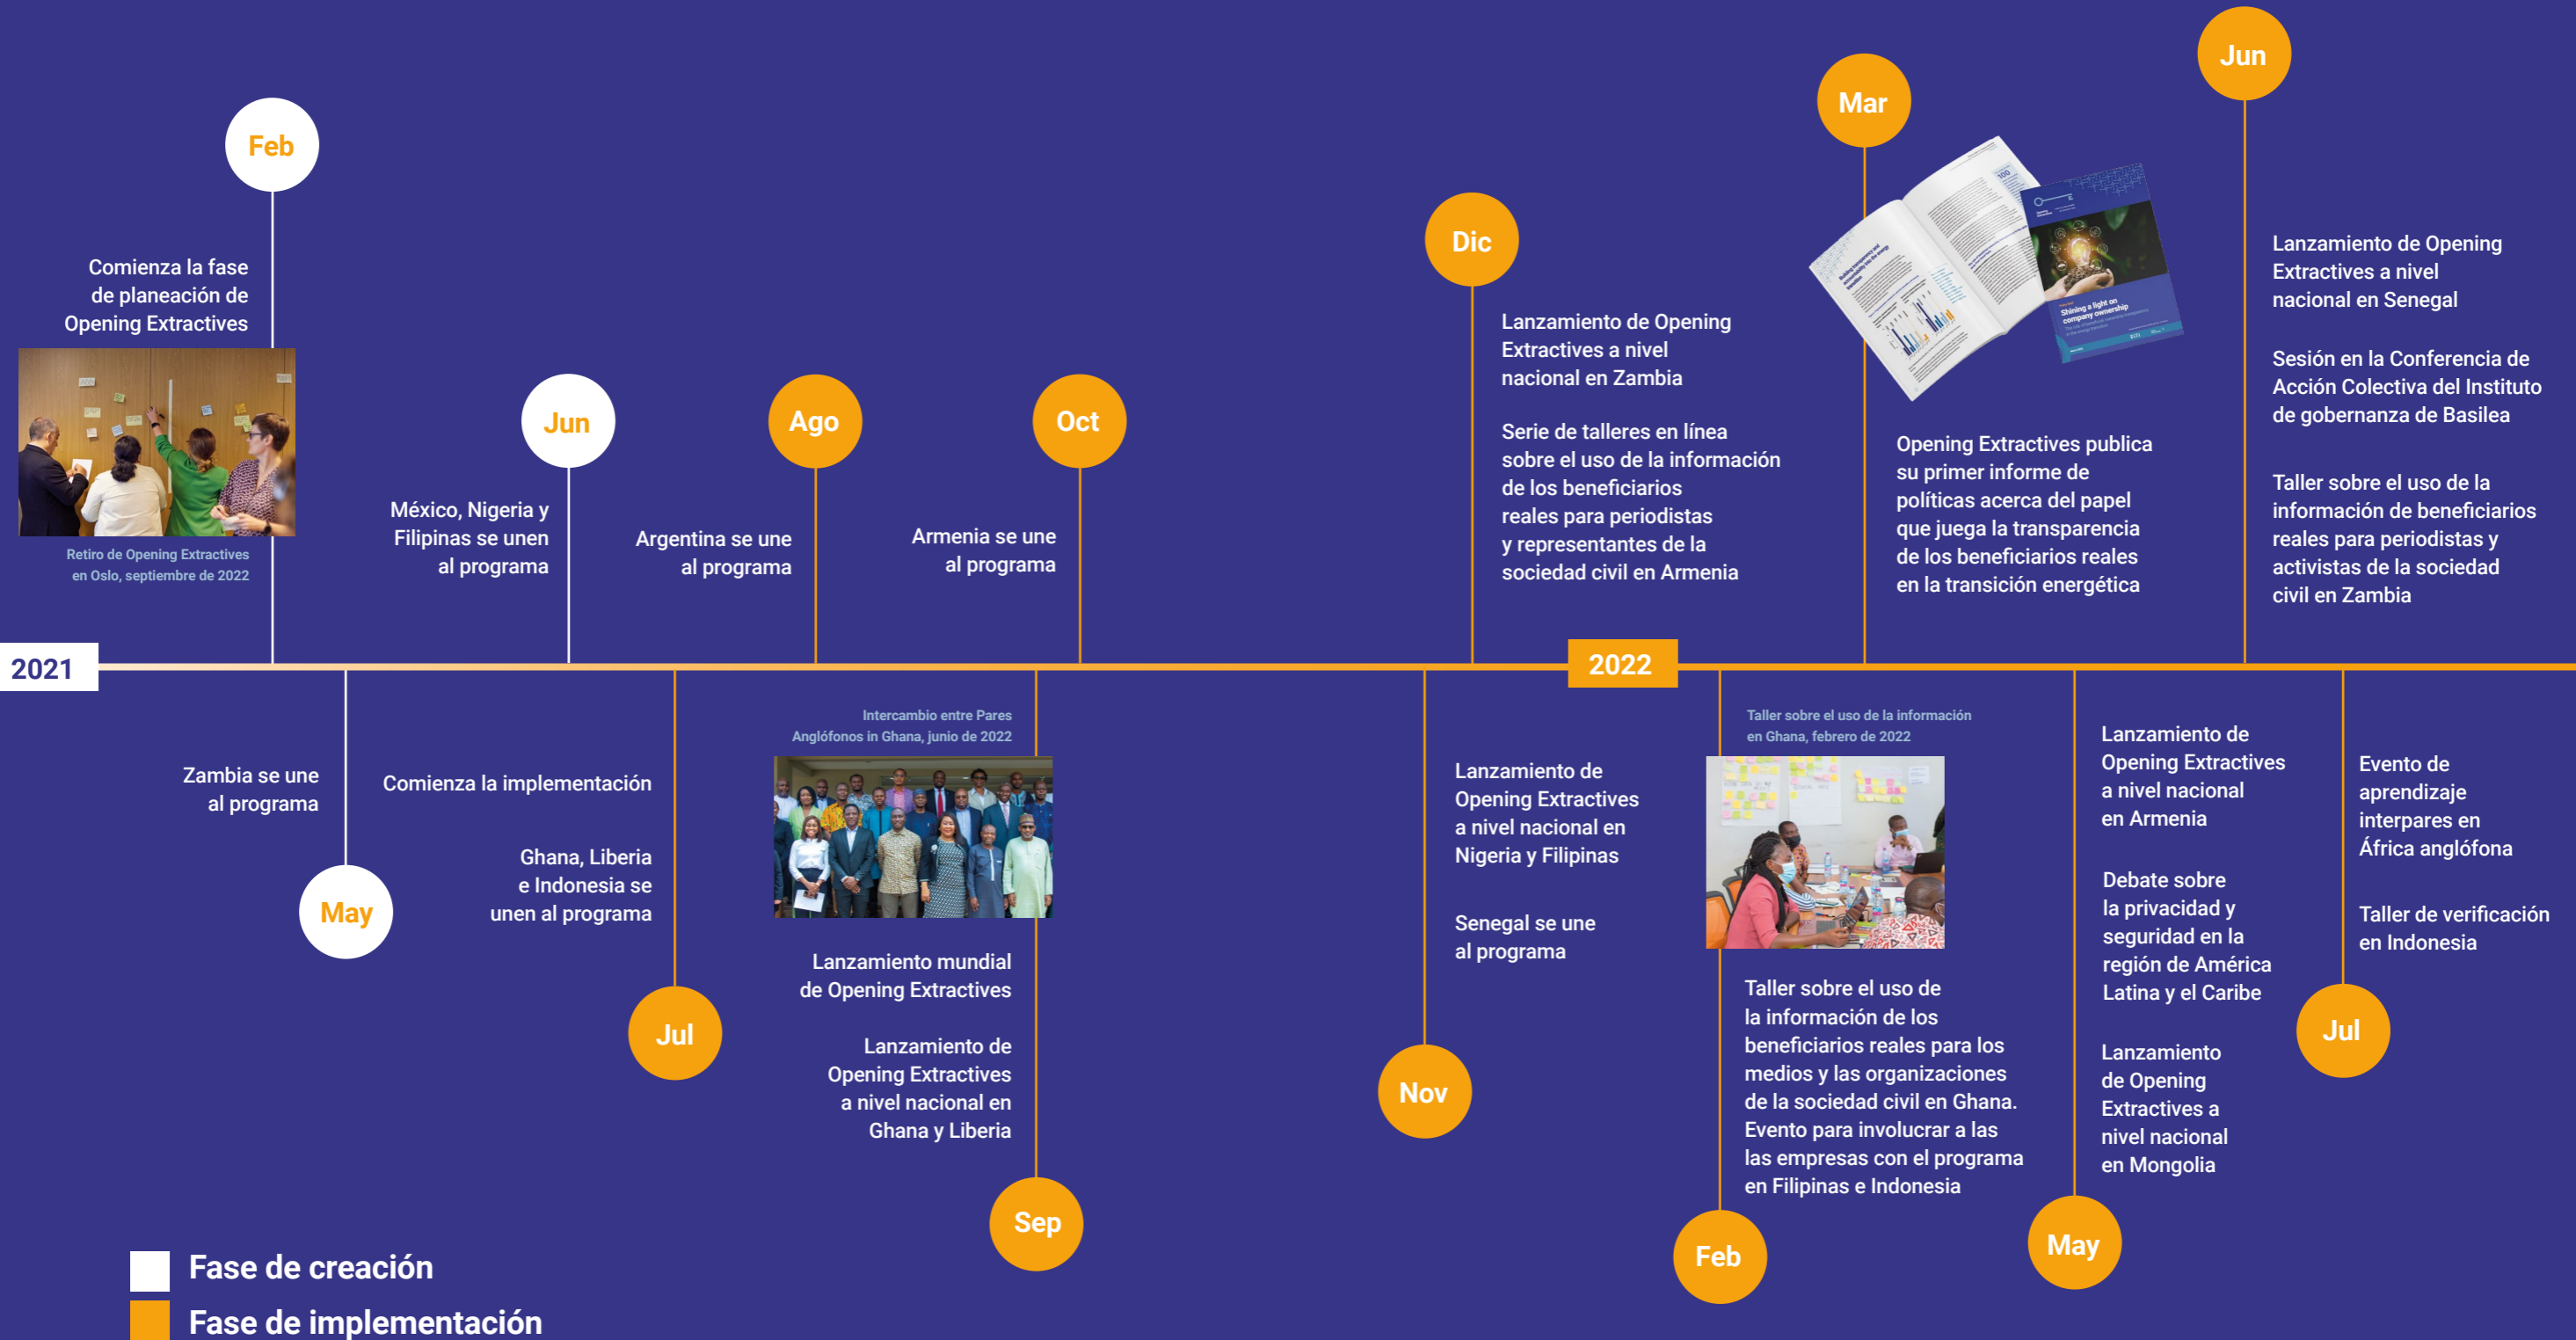 Feb
Comienza la fase
de planeación de
Opening Extractives
Retiro de Opening Extractives
en Oslo, septiembre de 2022
Jun
México, Nigeria y
Filipinas se unen
al programa
Ago
Argentina se une
al programa
Oct
Armenia se une
al programa
Dic
Lanzamiento de Opening
Extractives a nivel
nacional en Zambia
Serie de talleres en línea
sobre el uso de la información
de los beneficiarios
reales para periodistas
y representantes de la
sociedad civil en Armenia
Mar
Building transparency and
accountability into the energy
transition
100
Shining a light on
company ownership
Opening Extractives publica
su primer informe de
políticas acerca del papel
que juega la transparencia
de los beneficiarios reales
en la transición energética
Jun
Lanzamiento de Opening
Extractives a nivel
nacional en Senegal
Sesión en la Conferencia de
Acción Colectiva del Instituto
de gobernanza de Basilea
Taller sobre el uso de la
información de beneficiarios
reales para periodistas y
activistas de la sociedad
civil en Zambia
2021
2022
Zambia se une
al programa
May
Comienza la implementación
Ghana, Liberia
e Indonesia se
unen al programa
Jul
Intercambio entre Pares
Anglófonos in Ghana, junio de 2022
Lanzamiento mundial
de Opening Extractives
Lanzamiento de
Opening Extractives
a nivel nacional en
Ghana y Liberia
Sep
Lanzamiento de
Opening Extractives
a nivel nacional en
Nigeria y Filipinas
Senegal se une
al programa
Nov
Taller sobre el uso de la información
en Ghana, febrero de 2022
Taller sobre el uso de
la información de los
beneficiarios reales para los
medios y las organizaciones
de la sociedad civil en Ghana.
Evento para involucrar a las
las empresas con el programa
en Filipinas e Indonesia
Feb
Lanzamiento de
Opening Extractives
a nivel nacional
en Armenia
Debate sobre
la privacidad y
seguridad en la
región de América
Latina y el Caribe
Lanzamiento
de Opening
Extractives a
nivel nacional
en Mongolia
May
Evento de
aprendizaje
interpares en
África anglófona
Taller de verificación
en Indonesia
Jul
Fase de creación
Fase de implementación